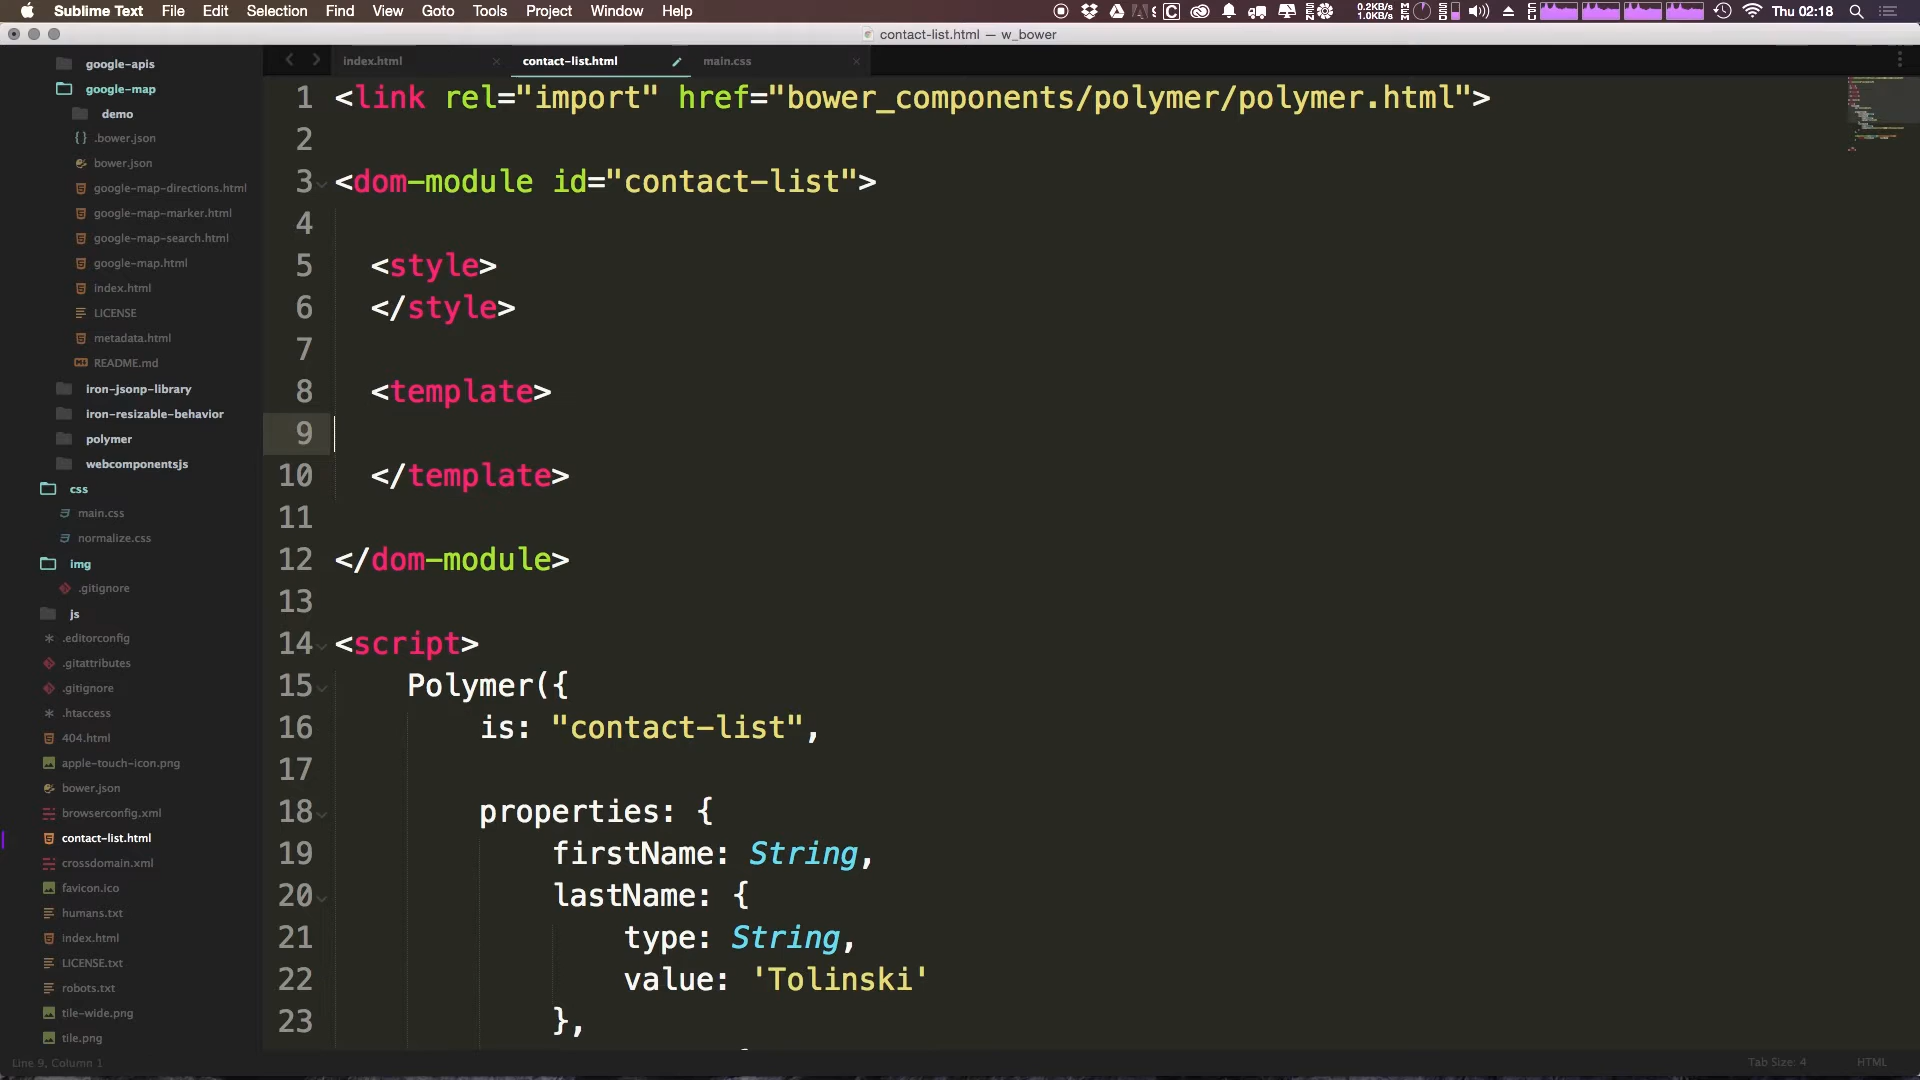 Sublime Text File Edit Selection Find View Goto Tools Project Window Help
0.2KB/s
1.0KB/s
Thu 02:18
contact-list.html — w_bower
index.html
contact-list.html
main.css
google-apis
google-map
demo
.bower.json
bower.json
google-map-directions.html
google-map-marker.html
google-map-search.html
google-map.html
index.html
LICENSE
metadata.html
README.md
iron-jsonp-library
iron-resizable-behavior
polymer
webcomponentsjs
css
main.css
normalize.css
img
.gitignore
js
.editorconfig
.gitattributes
.gitignore
.htaccess
404.html
apple-touch-icon.png
bower.json
browserconfig.xml
contact-list.html
crossdomain.xml
favicon.ico
humans.txt
index.html
LICENSE.txt
robots.txt
tile-wide.png
tile.png
1 <link rel="import" href="bower_components/polymer/polymer.html">
2
3 <dom-module id="contact-list">
4
5 <style>
6 </style>
7
8 <template>
9
10 </template>
11
12 </dom-module>
13
14 <script>
15 Polymer({
16 is: "contact-list",
17
18 properties: {
19 firstName: String,
20 lastName: {
21 type: String,
22 value: 'Tolinski'
23 },
Line 9, Column 1
Tab Size: 4
HTML